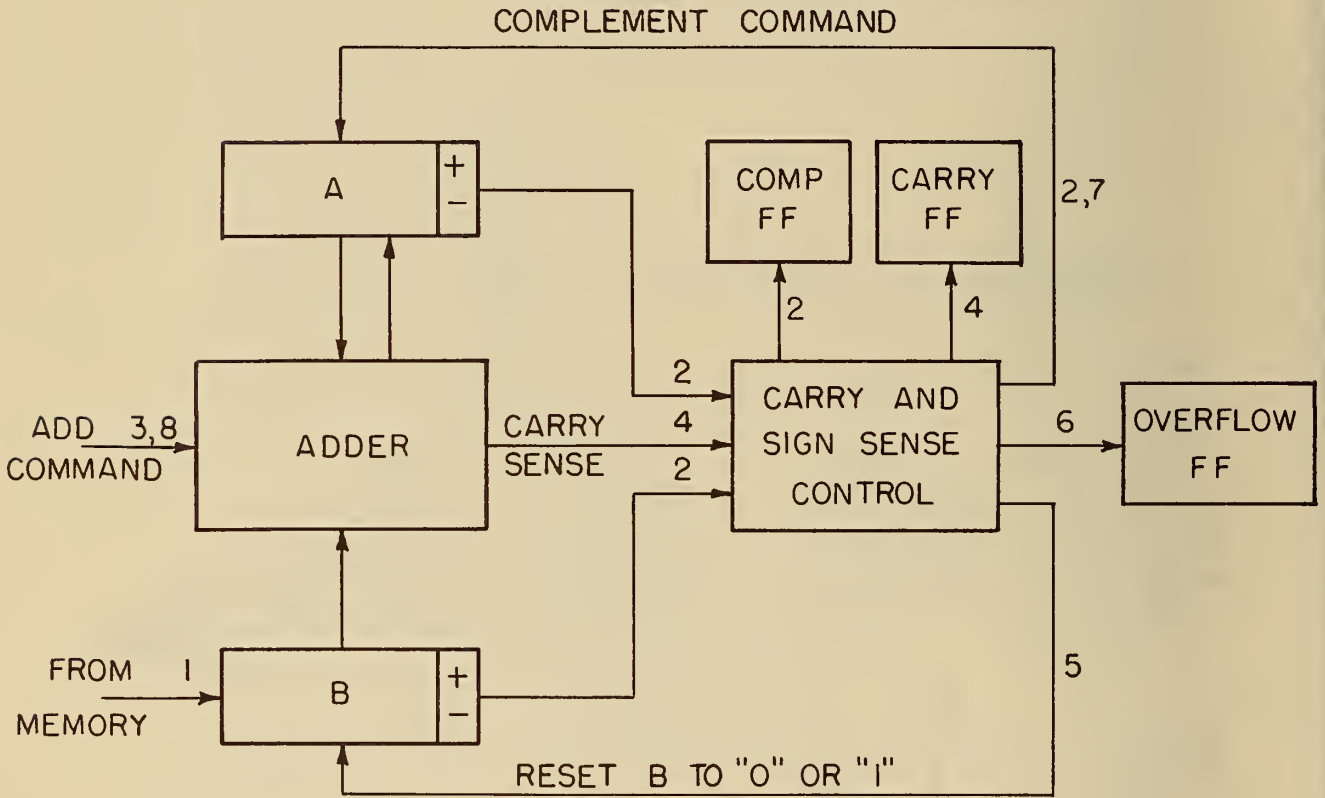 COMPLEMENT COMMAND
A
+
-
COMP
FF
CARRY
FF
2,7
2
4
2
ADD 3,8
COMMAND
ADDER
CARRY
SENSE
4
2
CARRY AND
SIGN SENSE
CONTROL
6
OVERFLOW
FF
FROM
MEMORY
1
B
+
-
5
RESET B TO "0" OR "1"